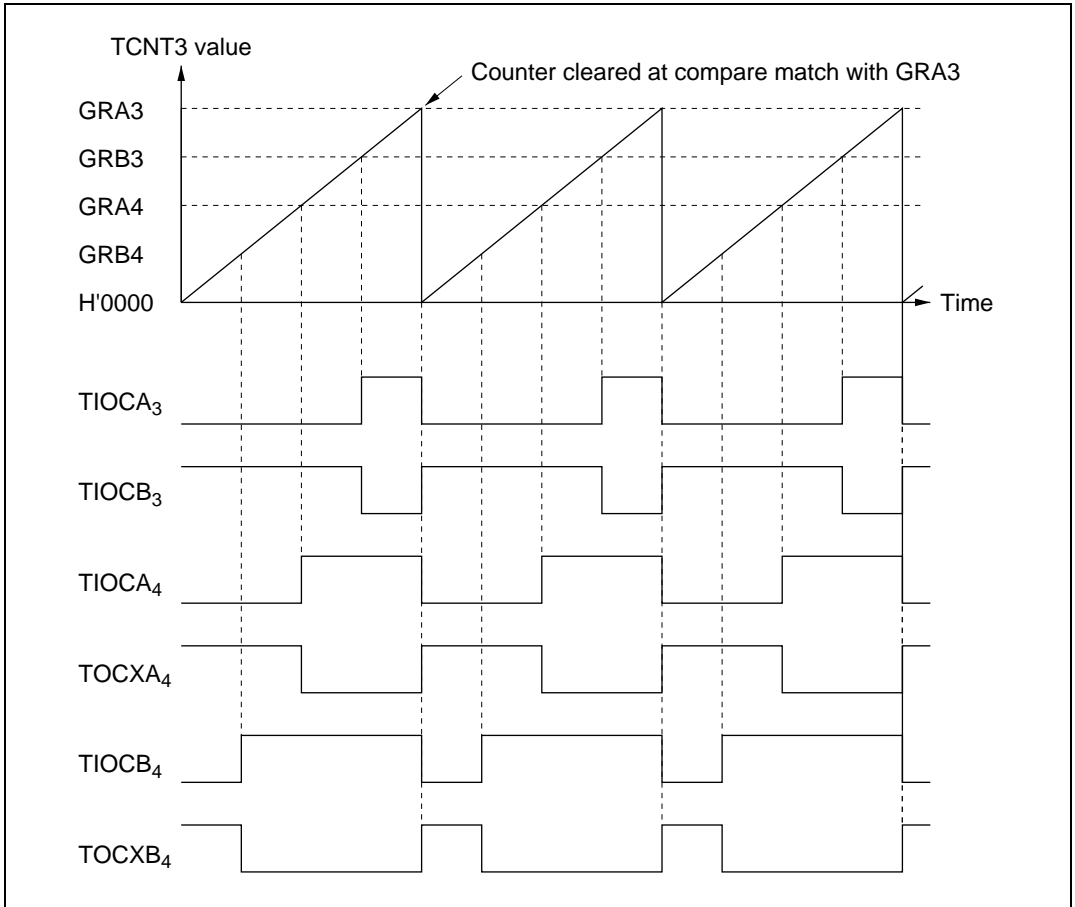 TCNT3 value
Counter cleared at compare match with GRA3
GRA3
GRB3
GRA4
GRB4
H'0000
Time
TIOCA₃
TIOCB₃
TIOCA₄
TOCXA₄
TIOCB₄
TOCXB₄